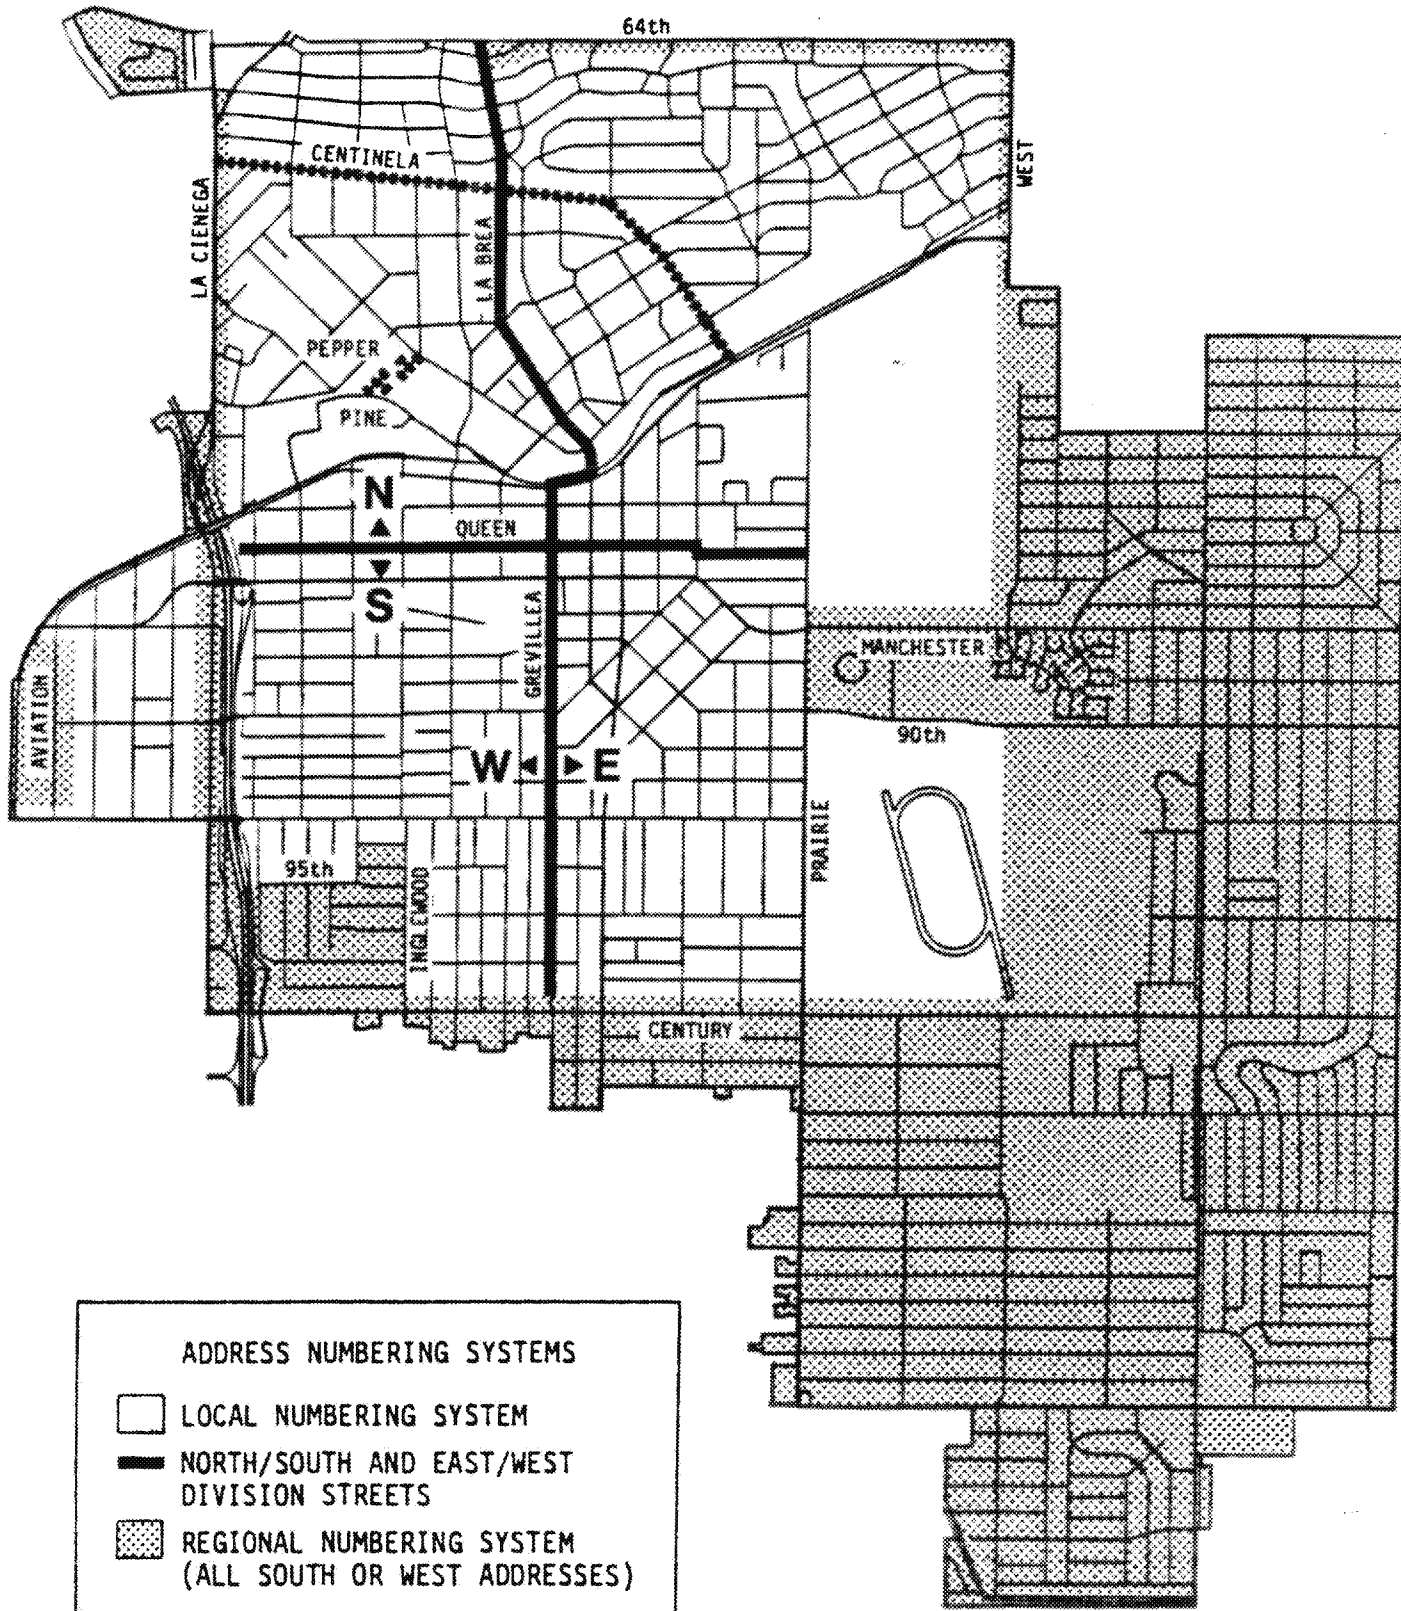 64th
CENTINELA
WEST
LA CIENEGA
LA BREA
PEPPER
PINE
N
QUEEN
S
GREVILLEA
MANCHESTER
AVIATION
90th
W E
PRAIRIE
95th
INGLEWOOD
CENTURY
ADDRESS NUMBERING SYSTEMS
LOCAL NUMBERING SYSTEM
NORTH/SOUTH AND EAST/WEST
DIVISION STREETS
REGIONAL NUMBERING SYSTEM
(ALL SOUTH OR WEST ADDRESSES)